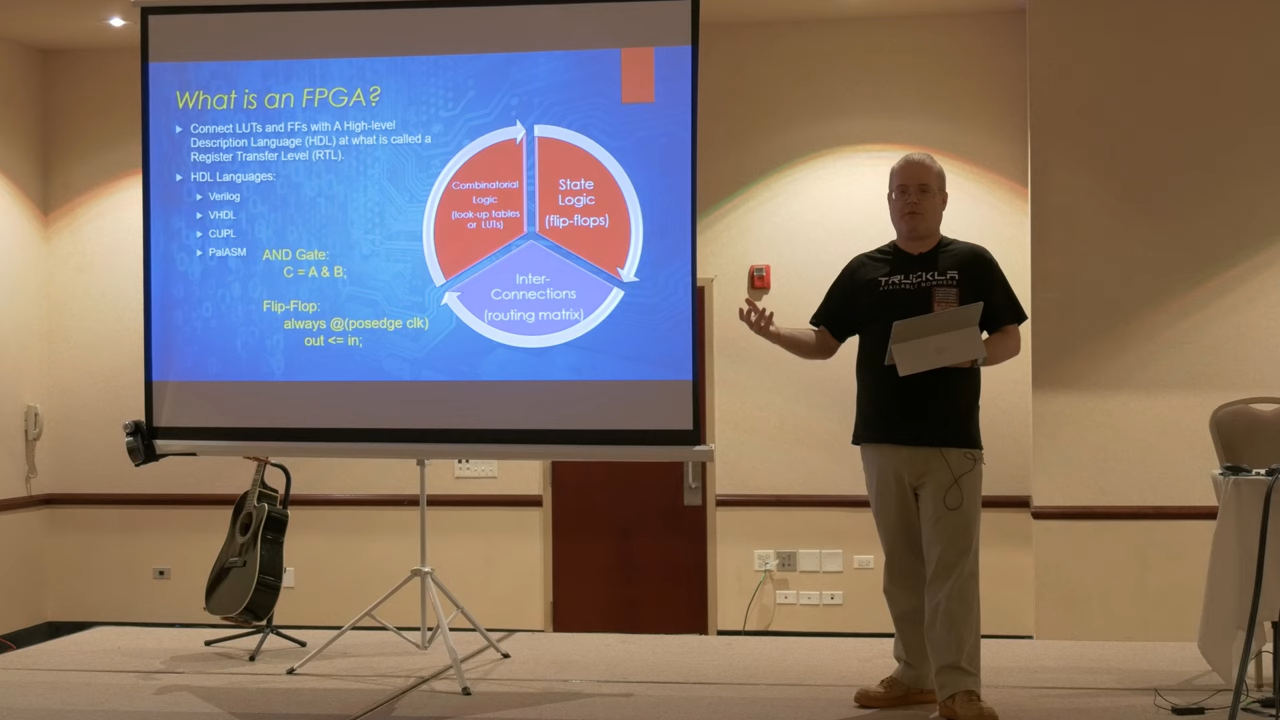 What is an FPGA?
Connect LUTs and FFs with A High-level
Description Language (HDL) at what is called a
Register Transfer Level (RTL).
HDL Languages:
Verilog
VHDL
CUPL
PalASM
AND Gate:
C = A & B;
Flip-Flop:
always @(posedge clk)
out <= in;
Combinatorial
Logic
(look-up tables
or LUTs)
State
Logic
(flip-flops)
Inter-
Connections
(routing matrix)
TRUCKLA
AVAILABLE NOWHERE